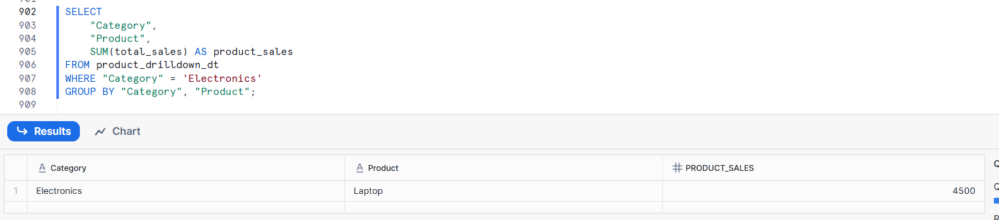 901
902 SELECT
903 "Category",
904 "Product",
905 SUM(total_sales) AS product_sales
906 FROM product_drilldown_dt
907 WHERE "Category" = 'Electronics'
908 GROUP BY "Category", "Product";
909
Results Chart
Category Product PRODUCT_SALES
1 Electronics Laptop 4500